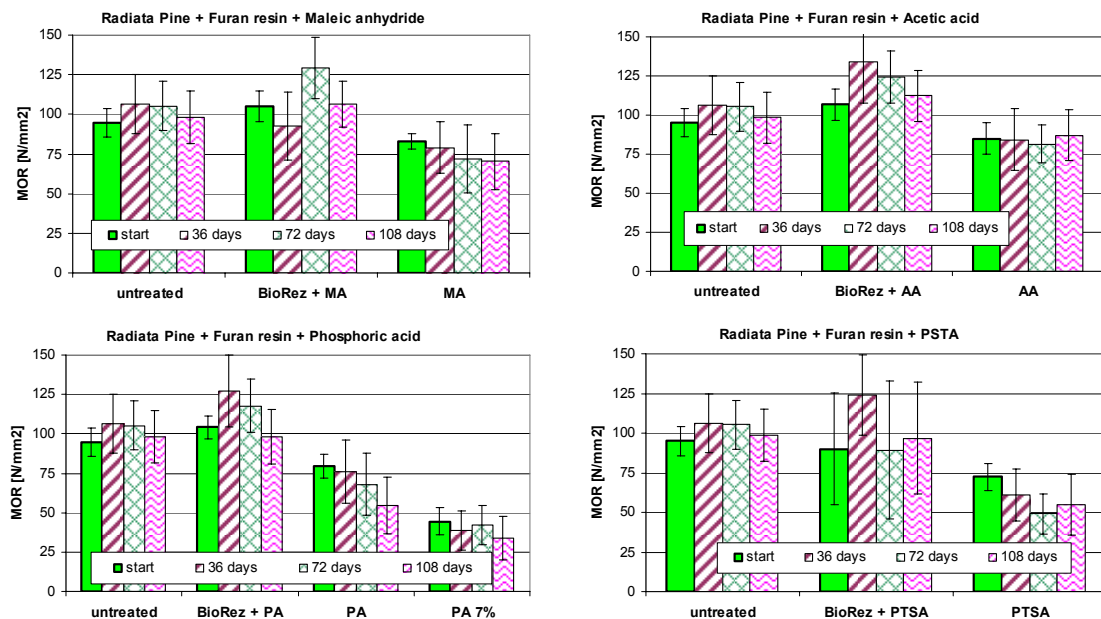 Radiata Pine + Furan resin + Maleic anhydride
MOR [N/mm2]
150
125
100
75
50
25
0
start 36 days 72 days 108 days
untreated BioRez + MA MA
Radiata Pine + Furan resin + Acetic acid
MOR [N/mm2]
150
125
100
75
50
25
0
start 36 days 72 days 108 days
untreated BioRez + AA AA
Radiata Pine + Furan resin + Phosphoric acid
MOR [N/mm2]
150
125
100
75
50
25
0
start 36 days 72 days 108 days
untreated BioRez + PA PA PA 7%
Radiata Pine + Furan resin + PSTA
MOR [N/mm2]
150
125
100
75
50
25
0
start 36 days 72 days 108 days
untreated BioRez + PTSA PTSA